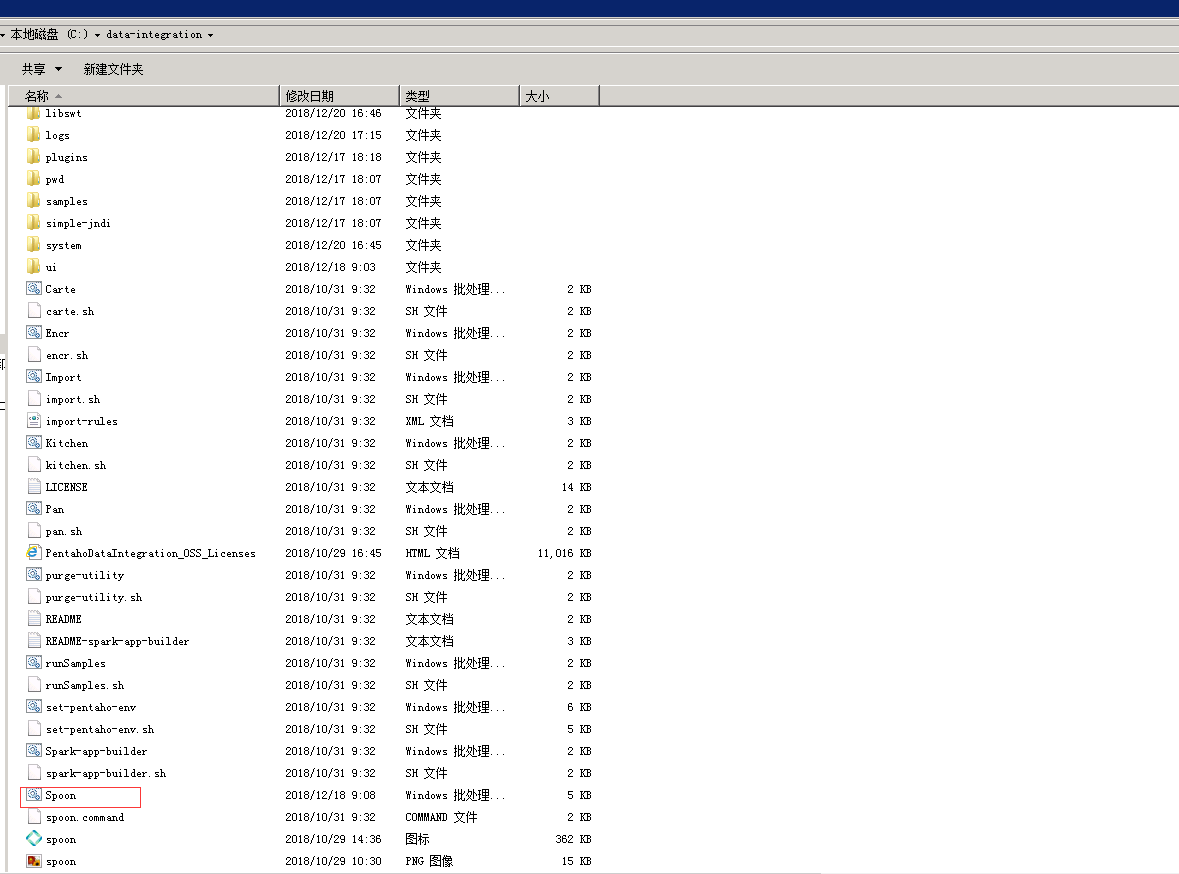 本地磁盘 (C:) data-integration
共享 新建文件夹
名称 修改日期 类型 大小
libswt 2018/12/20 16:46 文件夹
logs 2018/12/20 17:15 文件夹
plugins 2018/12/17 18:18 文件夹
pwd 2018/12/17 18:07 文件夹
samples 2018/12/17 18:07 文件夹
simple-jndi 2018/12/17 18:07 文件夹
system 2018/12/20 16:45 文件夹
ui 2018/12/18 9:03 文件夹
Carte 2018/10/31 9:32 Windows 批处理... 2 KB
carte.sh 2018/10/31 9:32 SH 文件 2 KB
Encr 2018/10/31 9:32 Windows 批处理... 2 KB
encr.sh 2018/10/31 9:32 SH 文件 2 KB
Import 2018/10/31 9:32 Windows 批处理... 2 KB
import.sh 2018/10/31 9:32 SH 文件 2 KB
import-rules 2018/10/31 9:32 XML 文档 3 KB
Kitchen 2018/10/31 9:32 Windows 批处理... 2 KB
kitchen.sh 2018/10/31 9:32 SH 文件 2 KB
LICENSE 2018/10/31 9:32 文本文档 14 KB
Pan 2018/10/31 9:32 Windows 批处理... 2 KB
pan.sh 2018/10/31 9:32 SH 文件 2 KB
PentahoDataIntegration_OSS_Licenses 2018/10/29 16:45 HTML 文档 11,016 KB
purge-utility 2018/10/31 9:32 Windows 批处理... 2 KB
purge-utility.sh 2018/10/31 9:32 SH 文件 2 KB
README 2018/10/31 9:32 文本文档 2 KB
README-spark-app-builder 2018/10/31 9:32 文本文档 3 KB
runSamples 2018/10/31 9:32 Windows 批处理... 2 KB
runSamples.sh 2018/10/31 9:32 SH 文件 2 KB
set-pentaho-env 2018/10/31 9:32 Windows 批处理... 6 KB
set-pentaho-env.sh 2018/10/31 9:32 SH 文件 5 KB
Spark-app-builder 2018/10/31 9:32 Windows 批处理... 2 KB
spark-app-builder.sh 2018/10/31 9:32 SH 文件 2 KB
Spoon 2018/12/18 9:08 Windows 批处理... 5 KB
spoon.command 2018/10/31 9:32 COMMAND 文件 2 KB
spoon 2018/10/29 14:36 图标 362 KB
spoon 2018/10/29 10:30 PNG 图像 15 KB